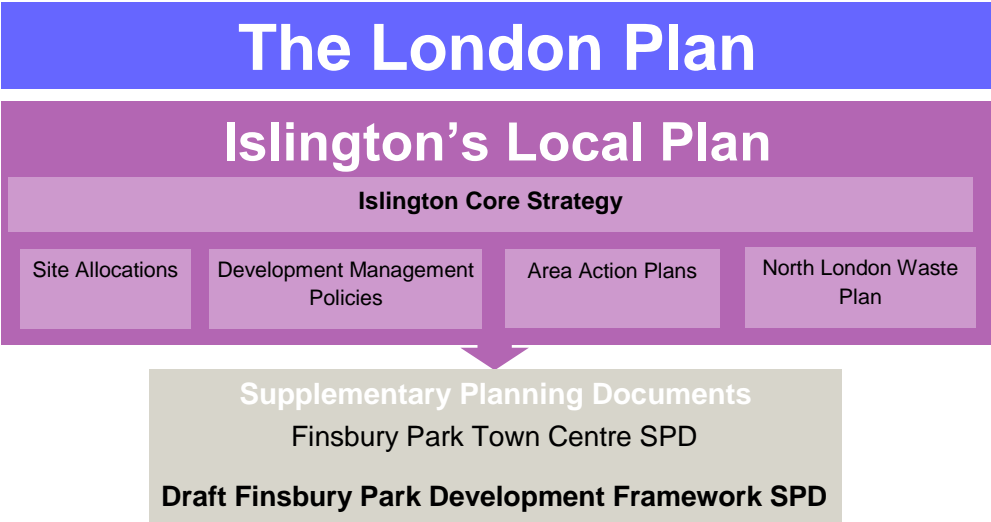 The London Plan
Islington’s Local Plan
Islington Core Strategy
Site Allocations
Development Management
Policies
Area Action Plans
North London Waste
Plan
Supplementary Planning Documents
Finsbury Park Town Centre SPD
Draft Finsbury Park Development Framework SPD